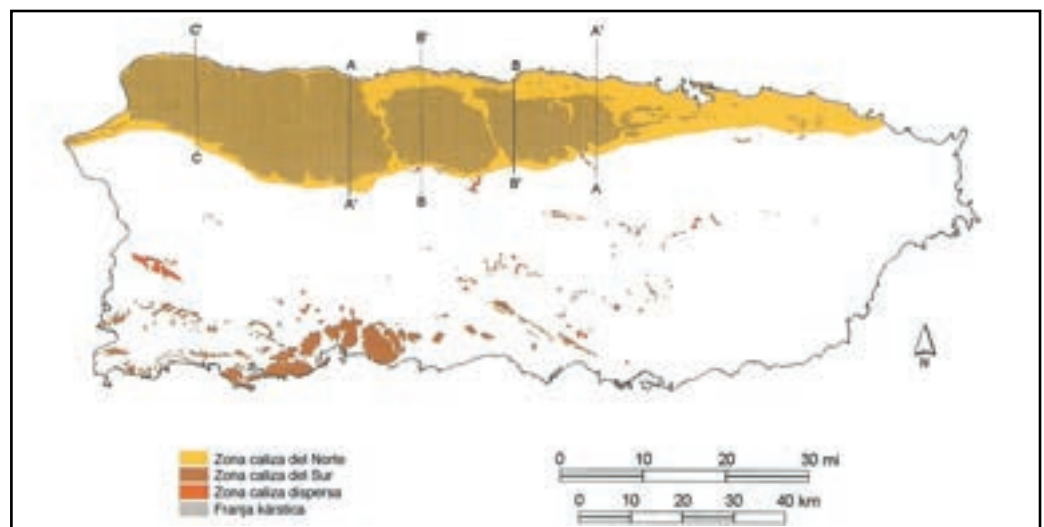 C' B' A'
A B
C
A' B B' A
N
Zona caliza del Norte
Zona caliza del Sur
Zona caliza dispersa
Franja kárstica
0 10 20 30 mi
0 10 20 30 40 km